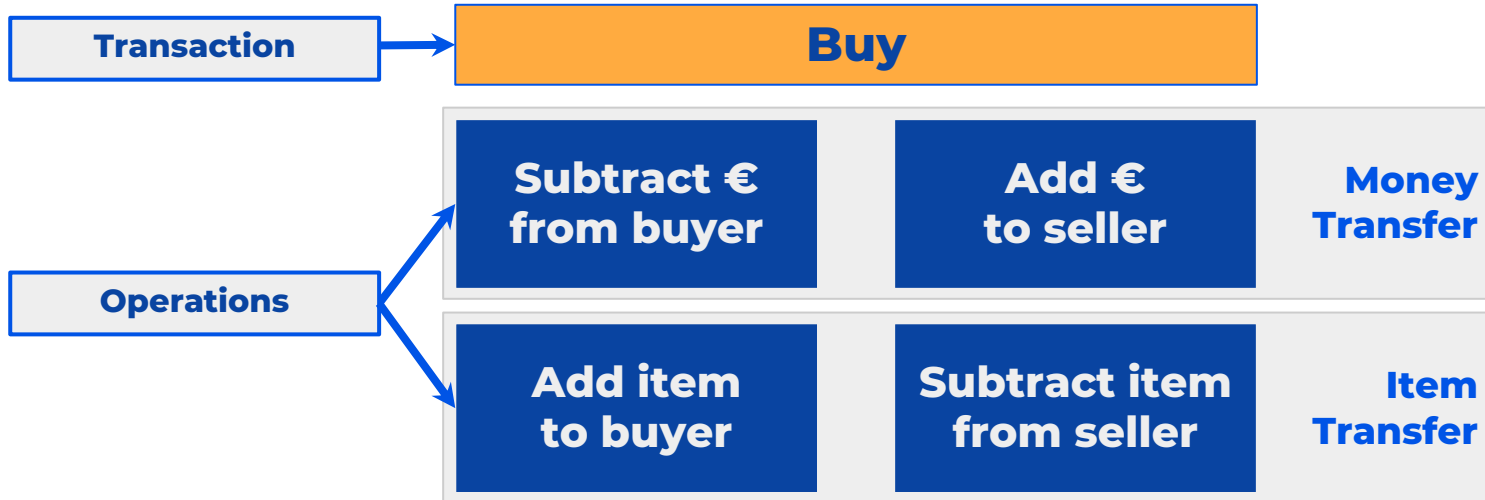 Transaction
Buy
Subtract €
from buyer
Add €
to seller
Money
Transfer
Operations
Add item
to buyer
Subtract item
from seller
Item
Transfer